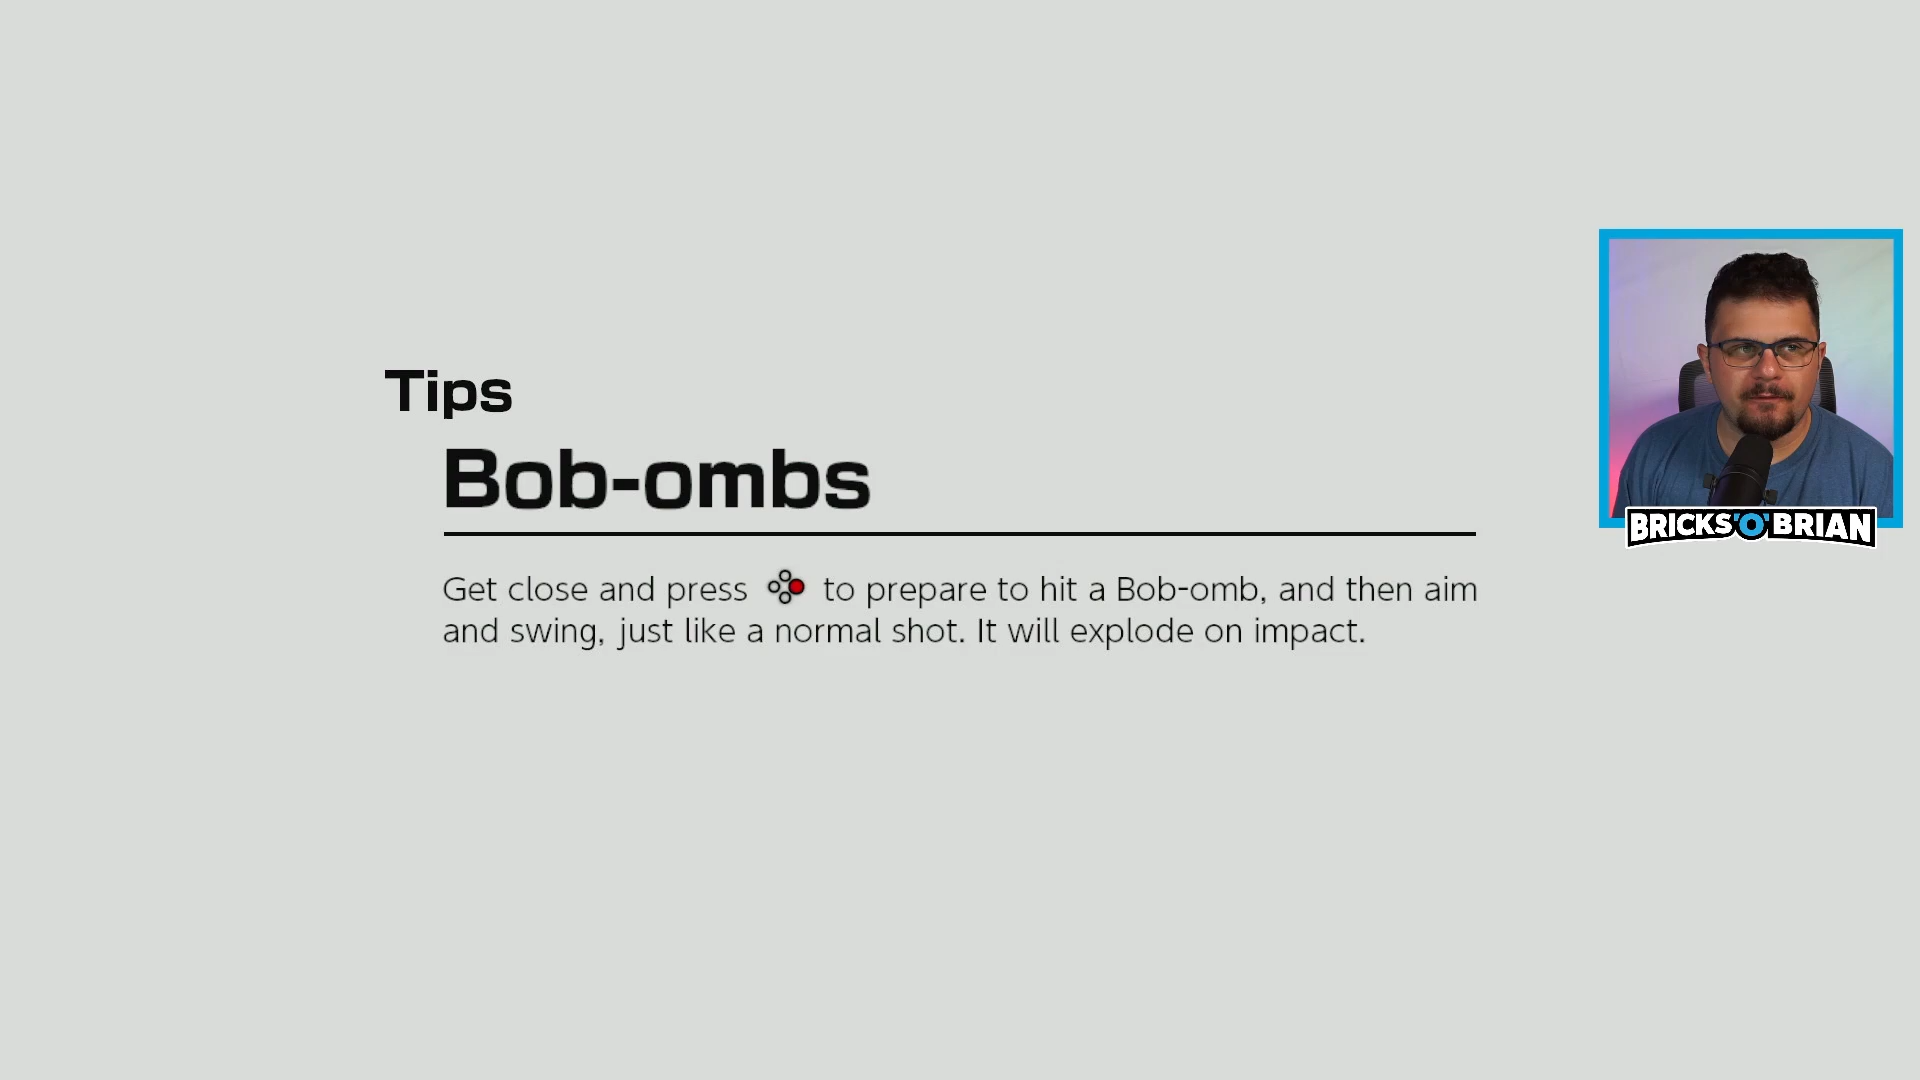 Tips
Bob-ombs
Get close and press to prepare to hit a Bob-omb, and then aim
and swing, just like a normal shot. It will explode on impact.
BRICKS'O'BRIAN